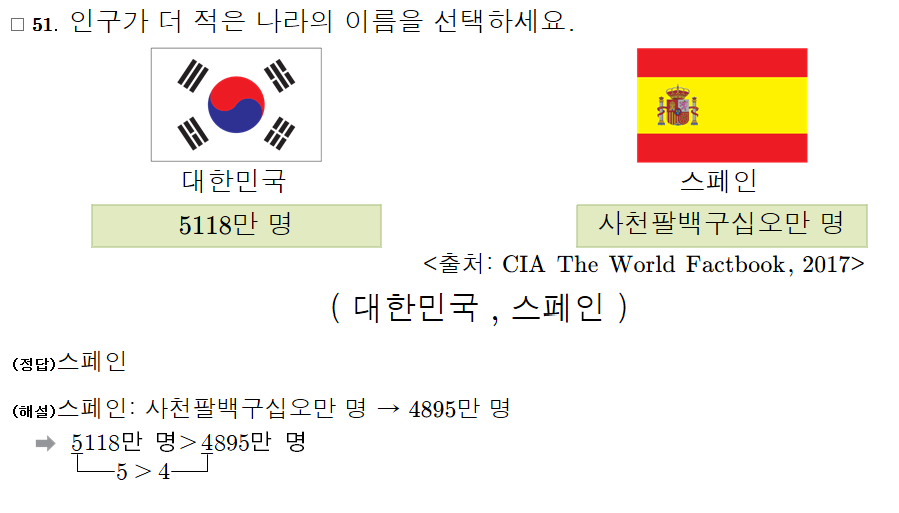 □ 51. 인구가 더 적은 나라의 이름을 선택하세요.
대한민국 스페인
5118만 명 사천팔백구십오만 명
<출처: CIA The World Factbook, 2017>
( 대한민국 , 스페인 )
(정답)스페인
(해설)스페인: 사천팔백구십오만 명 → 4895만 명
➡ 5118만 명>4895만 명
5 > 4